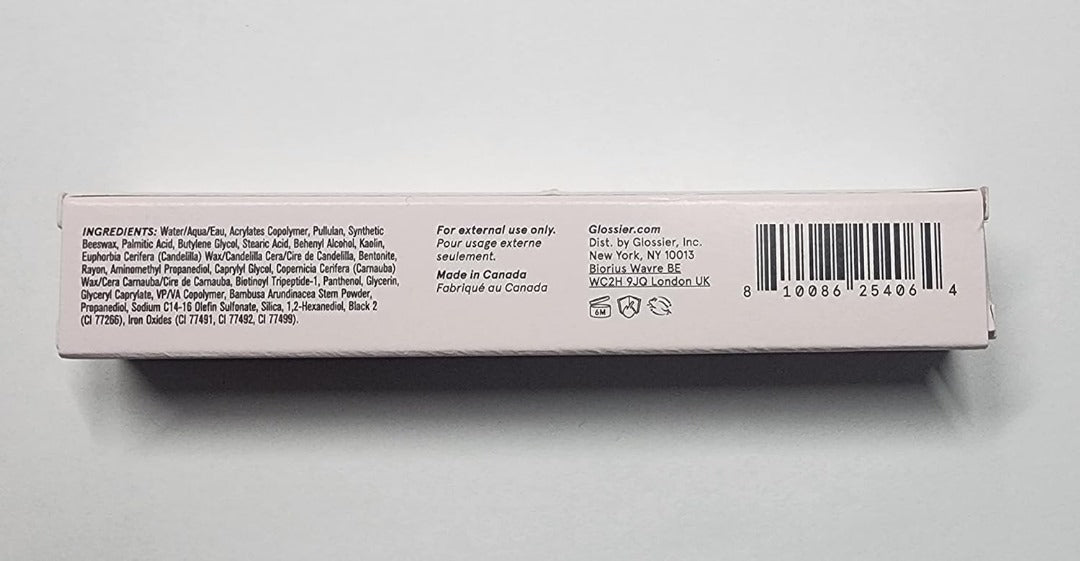 INGREDIENTS: Water/Aqua/Eau, Acrylates Copolymer, Pullulan, Synthetic
Beeswax, Palmitic Acid, Butylene Glycol, Stearic Acid, Behenyl Alcohol, Kaolin,
Euphorbia Cerifera (Candelilla) Wax/Candelilla Cera/Cire de Candelilla, Bentonite,
Rayon, Aminomethyl Propanediol, Caprylyl Glycol, Copernicia Cerifera (Carnauba)
Wax/Cera Carnauba/Cire de Carnauba, Biotinoyl Tripeptide-1, Panthenol, Glycerin,
Glyceryl Caprylate, VP/VA Copolymer, Bambusa Arundinacea Stem Powder,
Propanediol, Sodium C14-16 Olefin Sulfonate, Silica, 1,2-Hexanediol, Black 2
(CI 77266), Iron Oxides (CI 77491, CI 77492, CI 77499).
For external use only.
Pour usage externe
seulement.
Made in Canada
Fabriqué au Canada
Glossier.com
Dist. by Glossier, Inc.
New York, NY 10013
Biorius Wavre BE
WC2H 9JQ London UK
6M
8 10086 25406 4